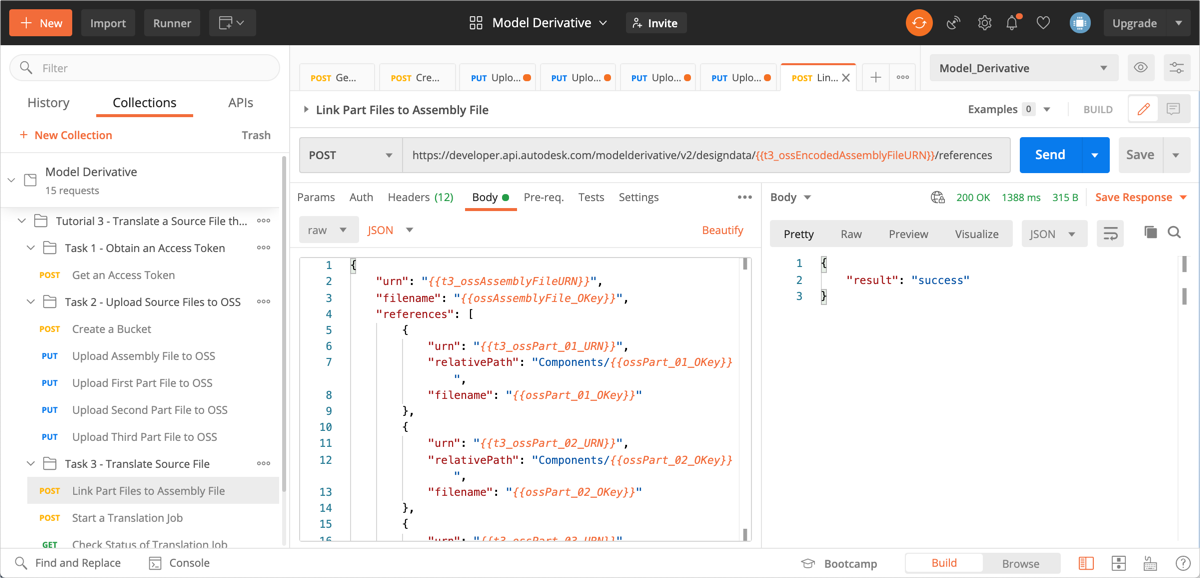 New
Import
Runner
Model Derivative
Invite
Upgrade
Filter
History
Collections
APIs
+ New Collection
Trash
Model Derivative
15 requests
Tutorial 3 - Translate a Source File th...
Task 1 - Obtain an Access Token
POST Get an Access Token
Task 2 - Upload Source Files to OSS
POST Create a Bucket
PUT Upload Assembly File to OSS
PUT Upload First Part File to OSS
PUT Upload Second Part File to OSS
PUT Upload Third Part File to OSS
Task 3 - Translate Source File
POST Link Part Files to Assembly File
POST Start a Translation Job
GET Check Status of Translation Job
POST Ge...
POST Cre...
PUT Uplo...
PUT Uplo...
PUT Uplo...
PUT Uplo...
POST Lin...
Model_Derivative
Link Part Files to Assembly File
Examples 0
BUILD
POST
https://developer.api.autodesk.com/modelderivative/v2/designdata/{{t3_ossEncodedAssemblyFileURN}}/references
Send
Save
Params
Auth
Headers (12)
Body
Pre-req.
Tests
Settings
raw
JSON
Beautify
1 {
2 "urn": "{{t3_ossAssemblyFileURN}}",
3 "filename": "{{ossAssemblyFile_OKey}}",
4 "references": [
5 {
6 "urn": "{{t3_ossPart_01_URN}}",
7 "relativePath": "Components/{{ossPart_01_OKey}}
",
8 "filename": "{{ossPart_01_OKey}}"
9 },
10 {
11 "urn": "{{t3_ossPart_02_URN}}",
12 "relativePath": "Components/{{ossPart_02_OKey}}
",
13 "filename": "{{ossPart_02_OKey}}"
14 },
15 {
16 "urn": "{{t3_ossPart_03_URN}}",
Body
200 OK
1388 ms
315 B
Save Response
Pretty
Raw
Preview
Visualize
JSON
1 {
2 "result": "success"
3 }
Find and Replace
Console
Bootcamp
Build
Browse